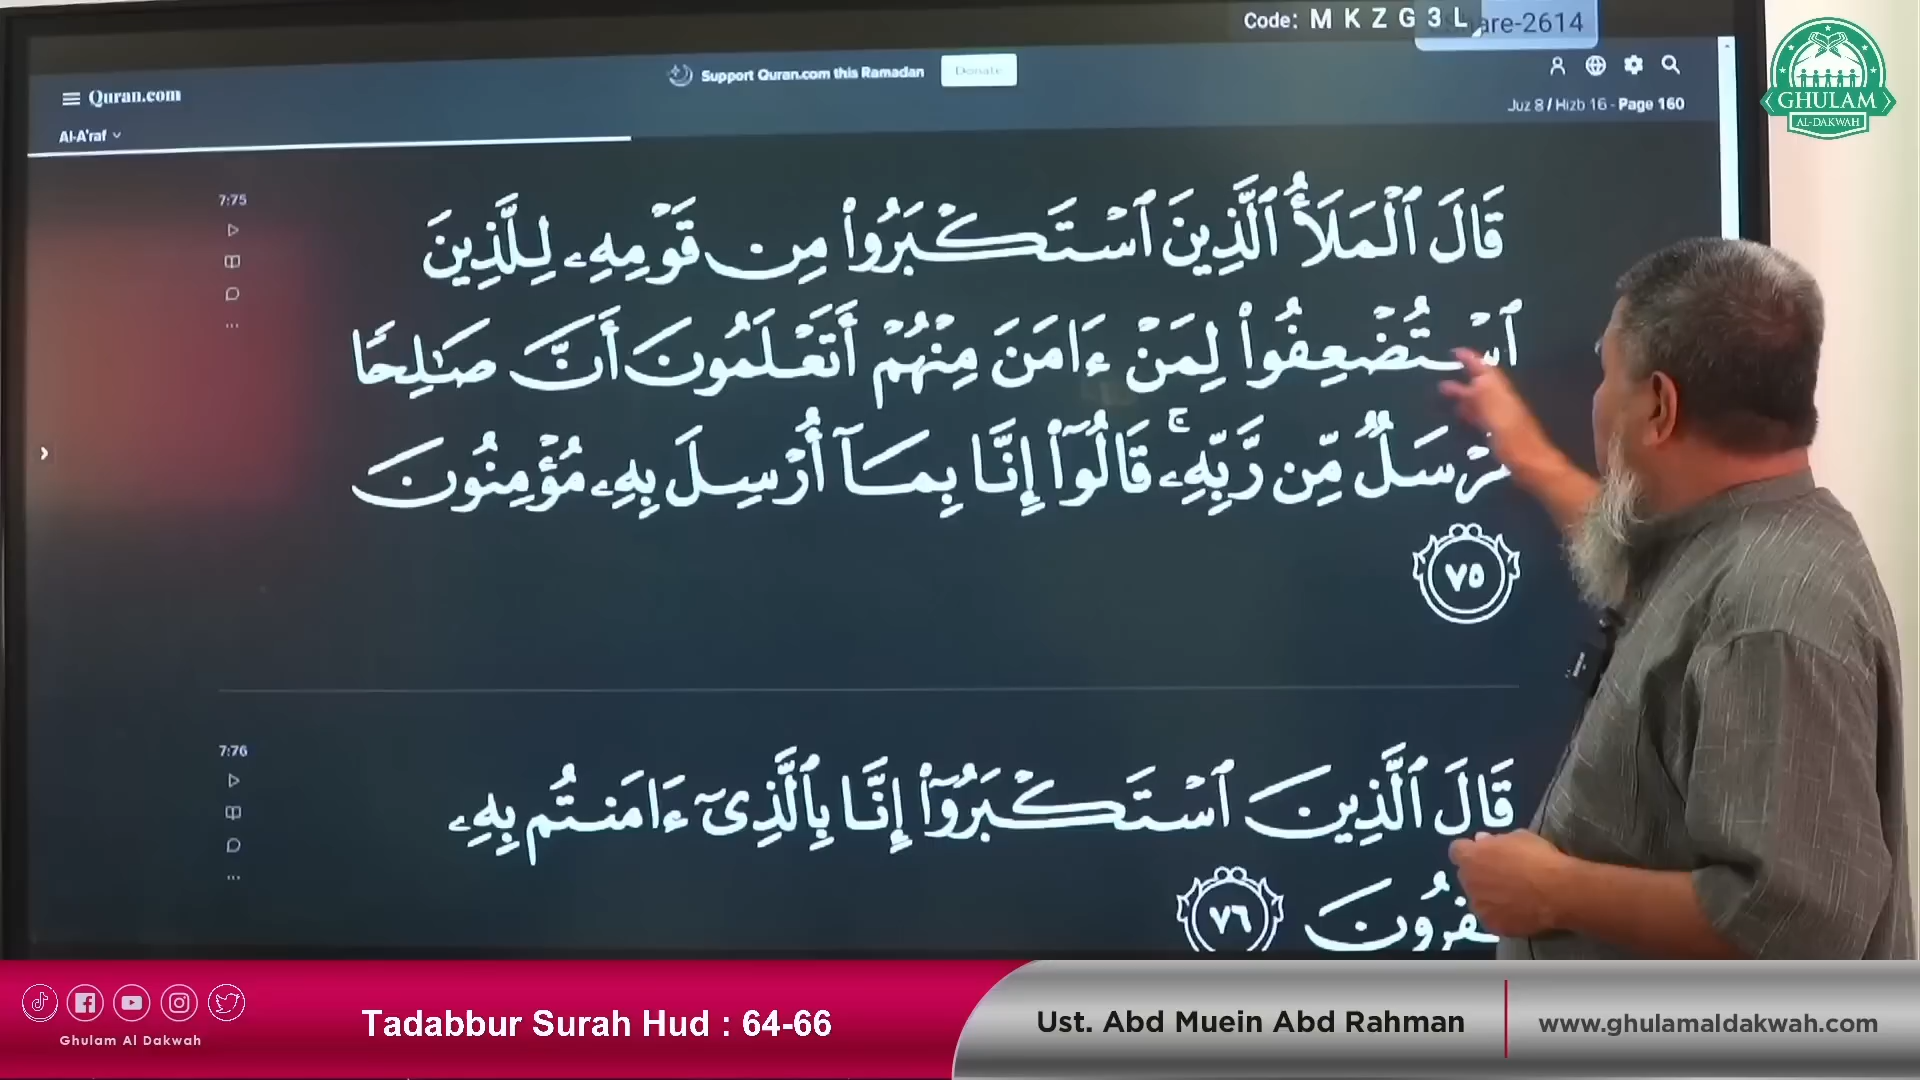 Code: M K Z G 3 L
are-2614
Support Quran.com this Ramadan
Donate
Quran.com
Juz 8 / Hizb 16 - Page 160
Al-A'raf
GHULAM
AL-DAKWAH
7:75
قَالَ ٱلْمَلَأُ ٱلَّذِينَ ٱسْتَكْبَرُوا۟ مِن قَوْمِهِۦ لِلَّذِينَ
ٱسْتُضْعِفُوا۟ لِمَنْ ءَامَنَ مِنْهُمْ أَتَعْلَمُونَ أَنَّ صَـٰلِحًا
مُّرْسَلٌ مِّن رَّبِّهِۦ ۚ قَالُوٓا۟ إِنَّا بِمَآ أُرْسِلَ بِهِۦ مُؤْمِنُونَ
٧٥
7:76
قَالَ ٱلَّذِينَ ٱسْتَكْبَرُوٓا۟ إِنَّا بِٱلَّذِىٓ ءَامَنتُم بِهِۦ
ـفِرُونَ ٧٦
Ghulam Al Dakwah
Tadabbur Surah Hud : 64-66
Ust. Abd Muein Abd Rahman
www.ghulamaldakwah.com